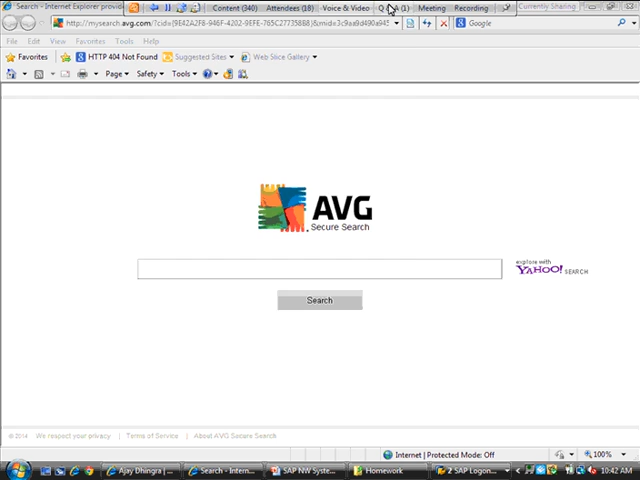 Search - Internet Explorer provid
Content (340)
Attendees (18)
Voice & Video
Meeting
Recording
Currently Sharing
Google
File Edit View Favorites Tools Help
Favorites
HTTP 404 Not Found
Suggested Sites
Web Slice Gallery
Page
Safety
Tools
AVG
Secure Search
explore with
YAHOO! SEARCH
Search
© 2014 We respect your privacy | Terms of Service | About AVG Secure Search
Internet | Protected Mode: Off
100%
Ajay Dhingra | ...
Search - Intern...
SAP NW Syste...
Homework
2 SAP Logon...
10:42 AM